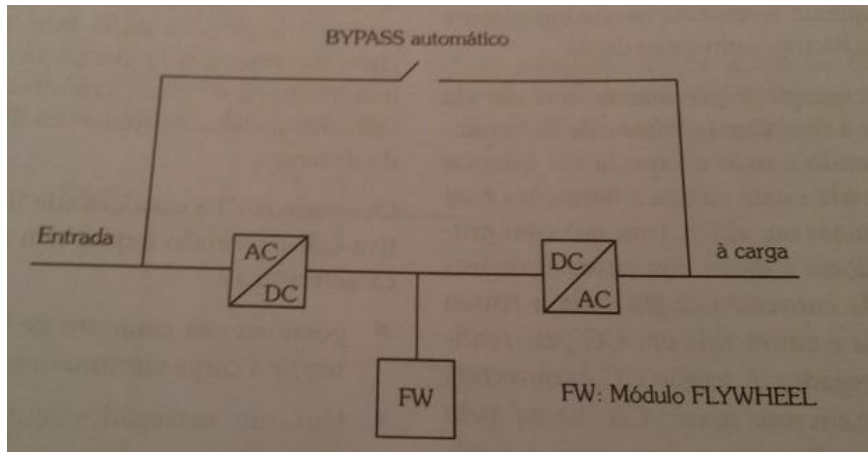 BYPASS automático
Entrada
AC
DC
DC
AC
à carga
FW
FW: Módulo FLYWHEEL